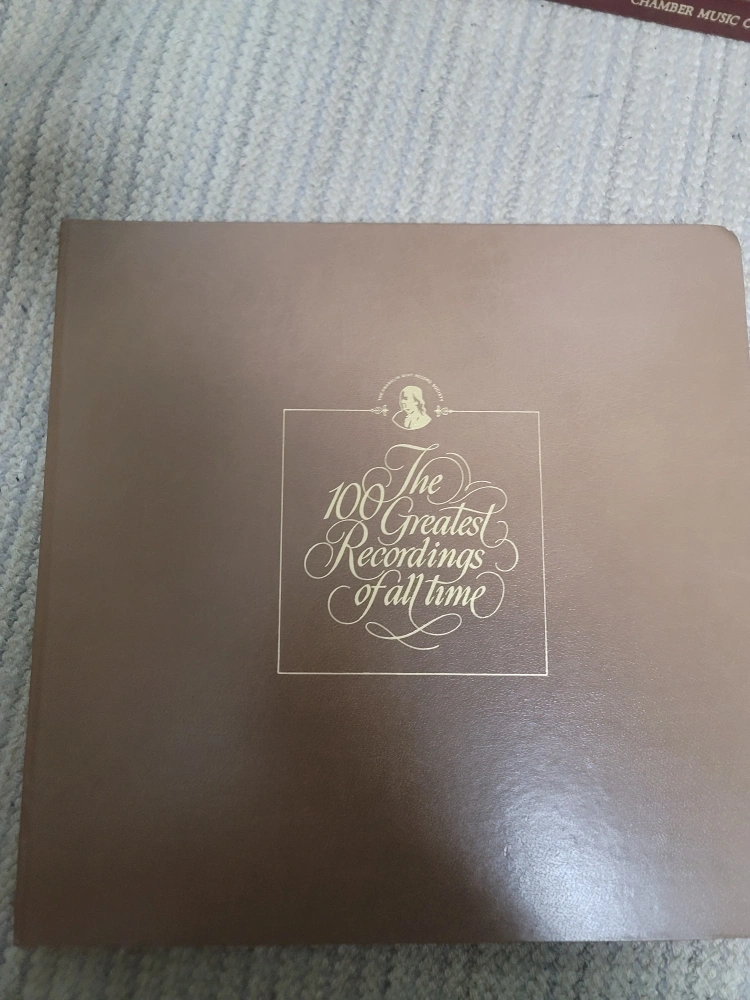 CHAMBER MUSIC
The
100 Greatest
Recordings
of all time